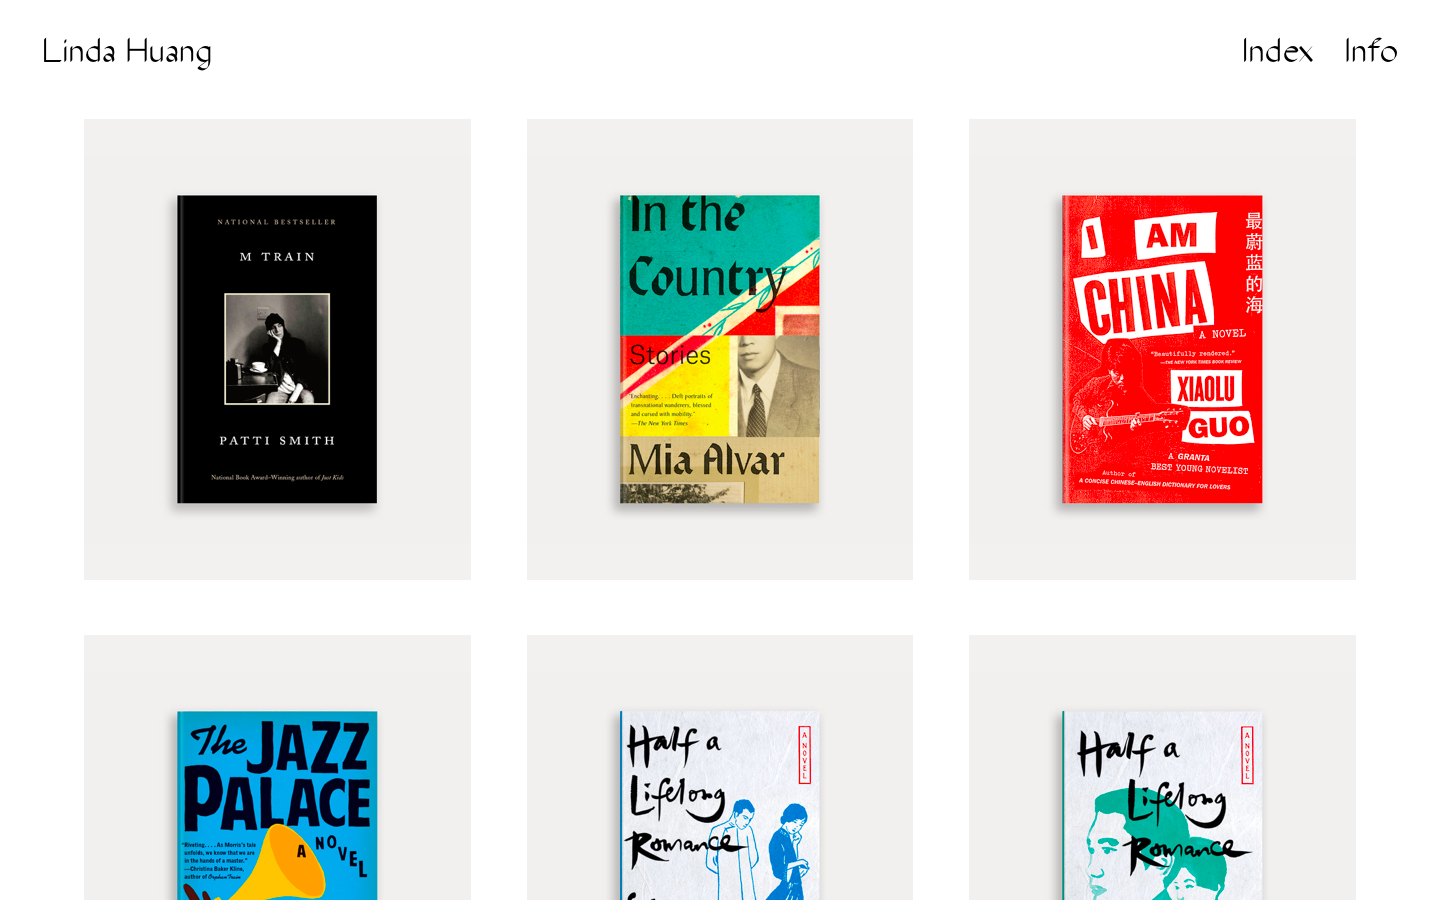 Linda Huang
Index Info
NATIONAL BESTSELLER
M TRAIN
PATTI SMITH
National Book Award–Winning author of Just Kids
In the
Country
Stories
Enchanting. . . . Deft portraits of
transnational wanderers, blessed
and cursed with mobility."
—The New York Times
Mia Alvar
I AM
CHINA
最蔚蓝的海
A NOVEL
"Beautifully rendered."
—THE NEW YORK TIMES BOOK REVIEW
XIAOLU
GUO
A GRANTA
BEST YOUNG NOVELIST
Author of
A CONCISE CHINESE–ENGLISH DICTIONARY FOR LOVERS
The JAZZ
PALACE
A NOVEL
"Riveting. . . . As Morris's tale
unfolds, we know that we are
in the hands of a master."
—Christina Baker Kline,
author of Orphan Train
Half a
Lifelong
Romance
A NOVEL
Half a
Lifelong
Romance
A NOVEL